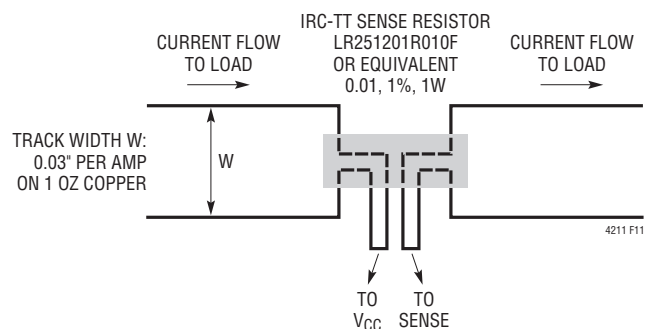 IRC-TT SENSE RESISTOR
LR251201R010F
OR EQUIVALENT
0.01, 1%, 1W
CURRENT FLOW
TO LOAD
CURRENT FLOW
TO LOAD
TRACK WIDTH W:
0.03" PER AMP
ON 1 OZ COPPER
W
4211 F11
TO
VCC
TO
SENSE